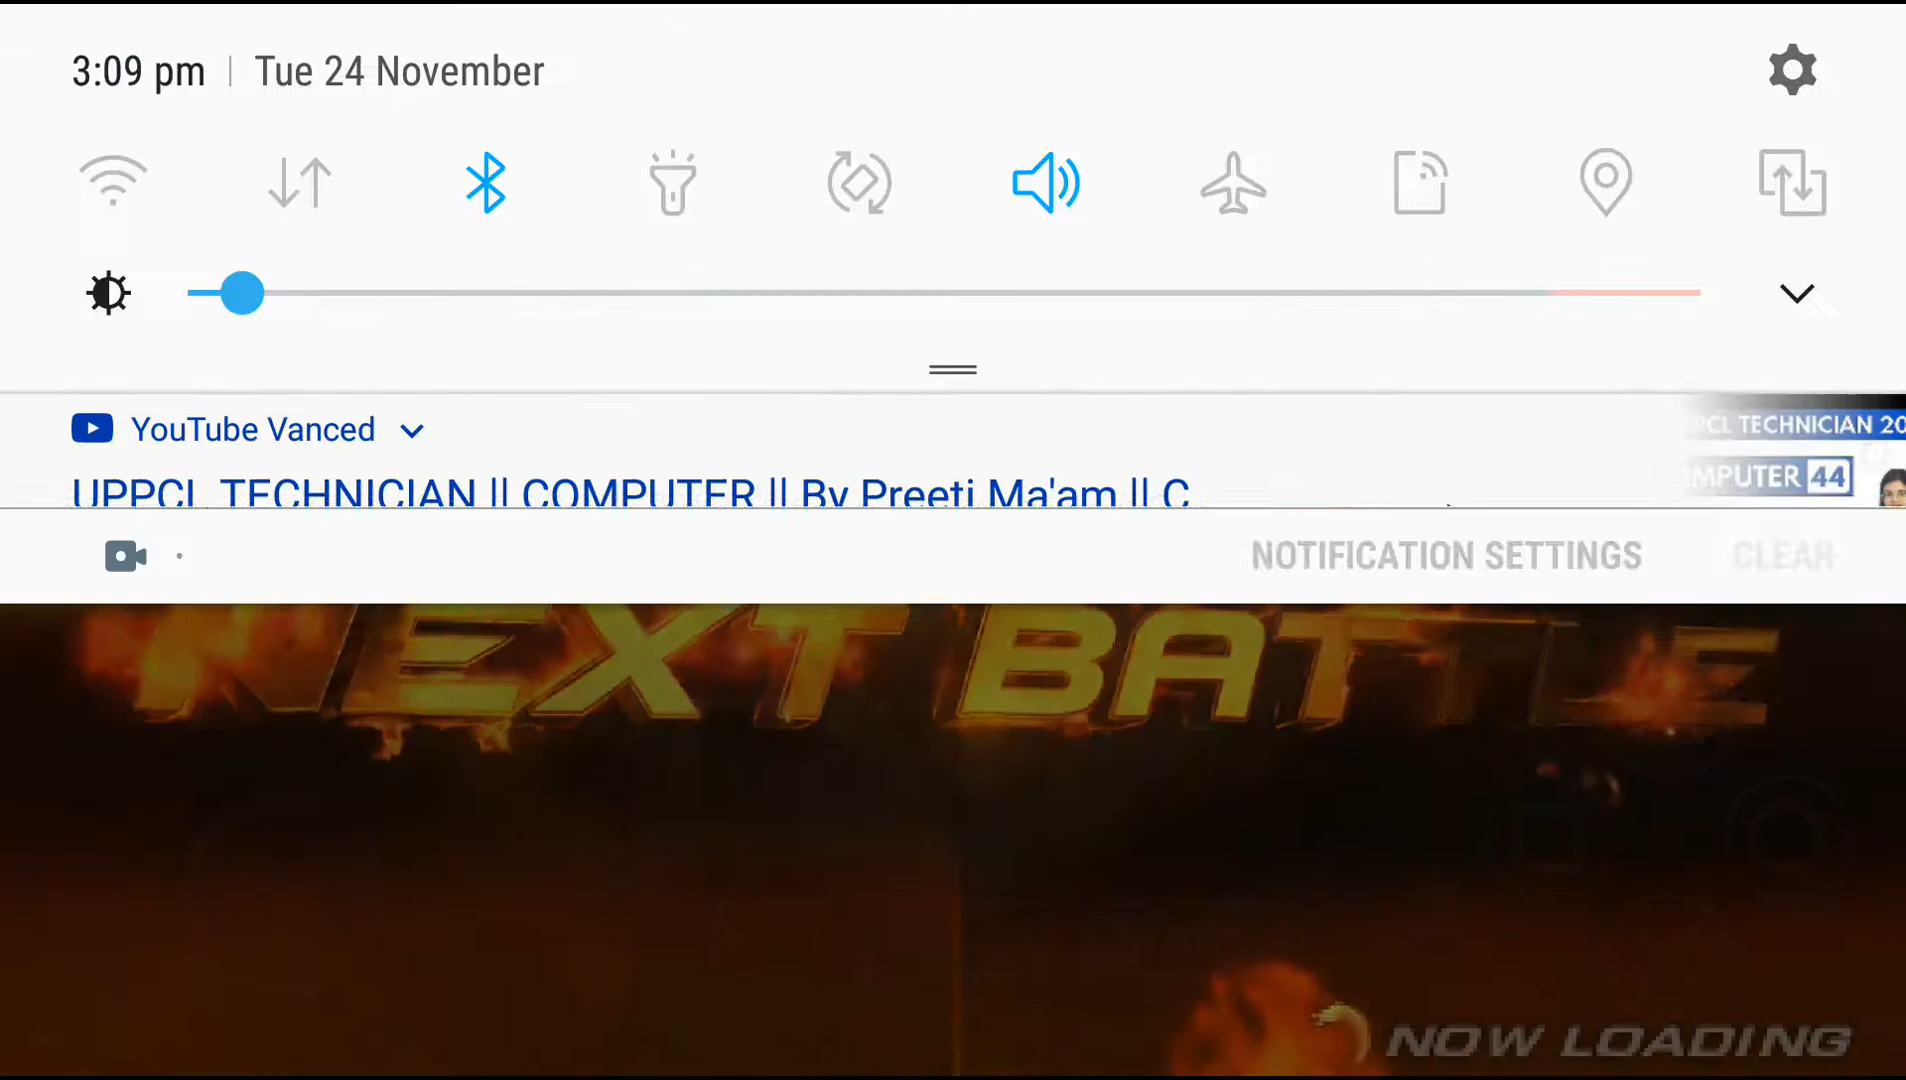 3:09 pm | Tue 24 November
YouTube Vanced
UPPCL TECHNICIAN || COMPUTER || By Preeti Ma'am || C
PCL TECHNICIAN 20
MPUTER 44
NOTIFICATION SETTINGS CLEAR
NEXT BATTLE
NOW LOADING